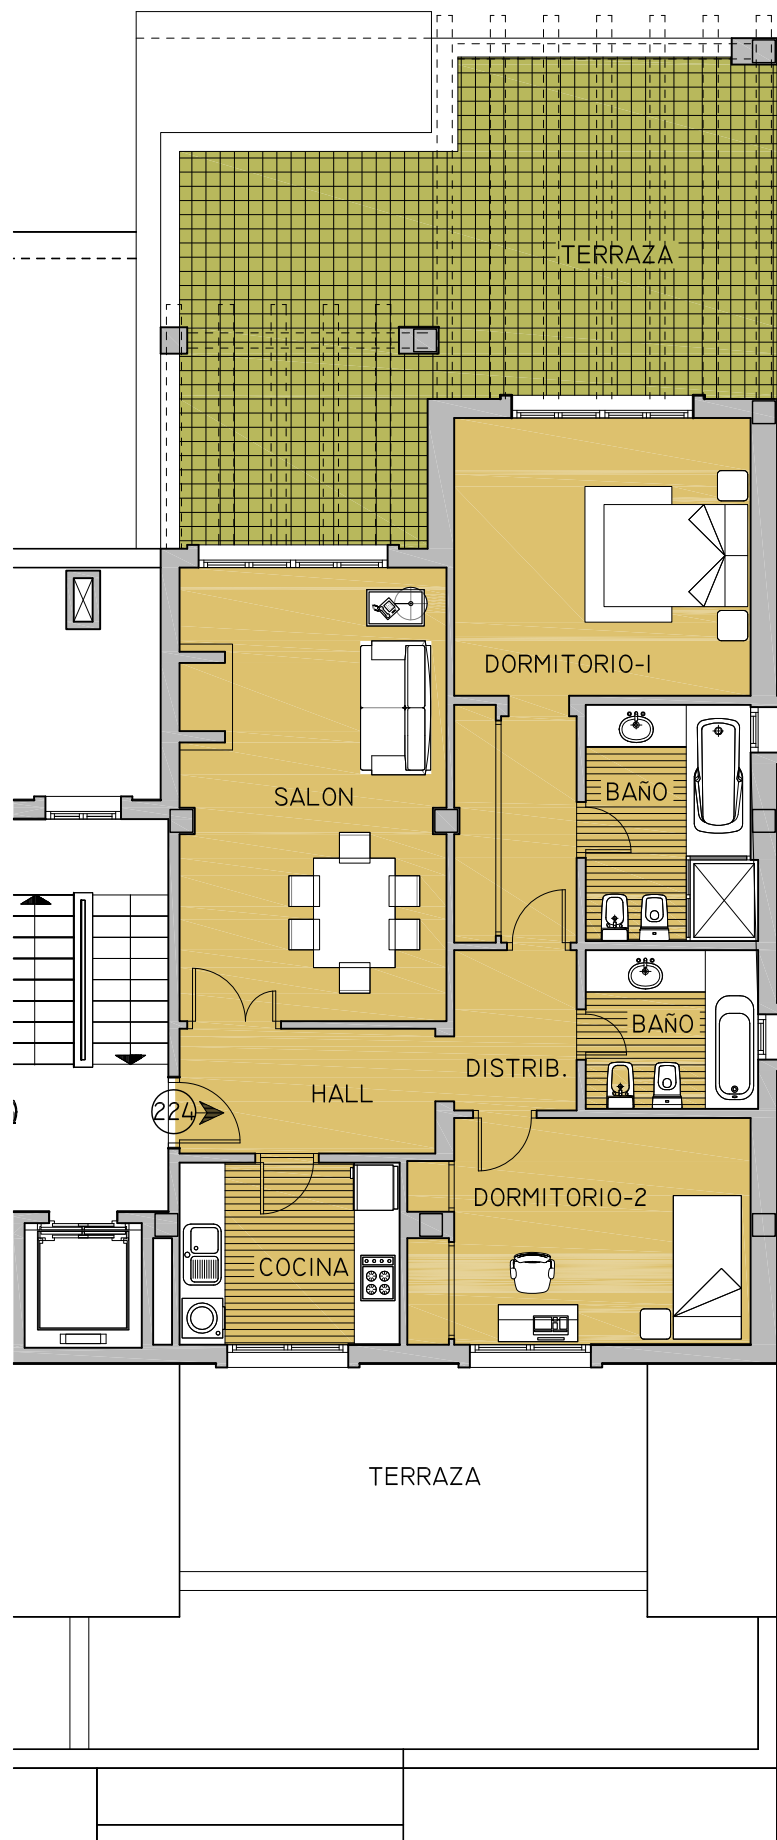 TERRAZA
DORMITORIO-1
SALON
BAÑO
BAÑO
DISTRIB.
HALL
224
DORMITORIO-2
COCINA
TERRAZA